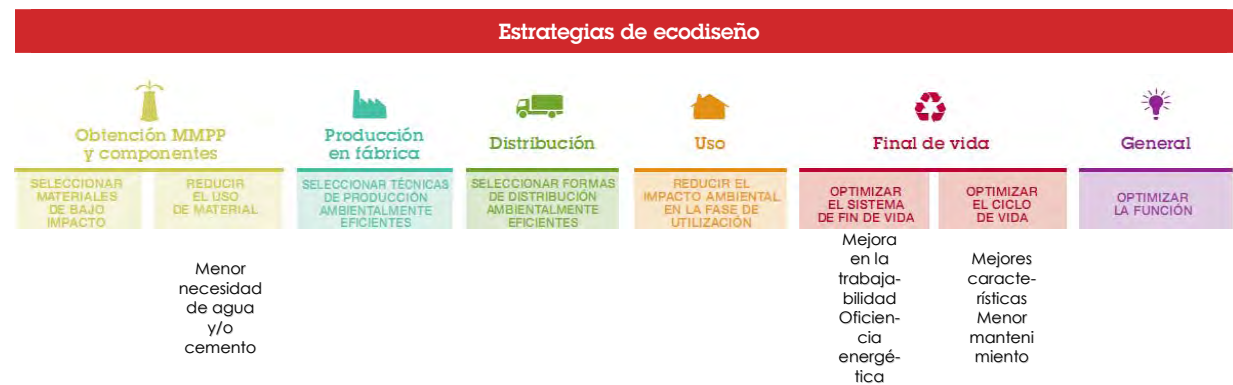 Estrategias de ecodiseño
Obtención MMPP
y componentes
Producción
en fábrica
Distribución
Uso
Final de vida
General
SELECCIONAR
MATERIALES
DE BAJO
IMPACTO
REDUCIR
EL USO
DE MATERIAL
SELECCIONAR TÉCNICAS
DE PRODUCCIÓN
AMBIENTALMENTE
EFICIENTES
SELECCIONAR FORMAS
DE DISTRIBUCIÓN
AMBIENTALMENTE
EFICIENTES
REDUCIR EL
IMPACTO AMBIENTAL
EN LA FASE DE
UTILIZACIÓN
OPTIMIZAR
EL SISTEMA
DE FIN DE VIDA
OPTIMIZAR
EL CICLO
DE VIDA
OPTIMIZAR
LA FUNCIÓN
Menor
necesidad
de agua
y/o
cemento
Mejora
en la
trabaja-
bilidad
Oficien-
cia
energé-
tica
Mejores
caracte-
rísticas
Menor
manteni
miento